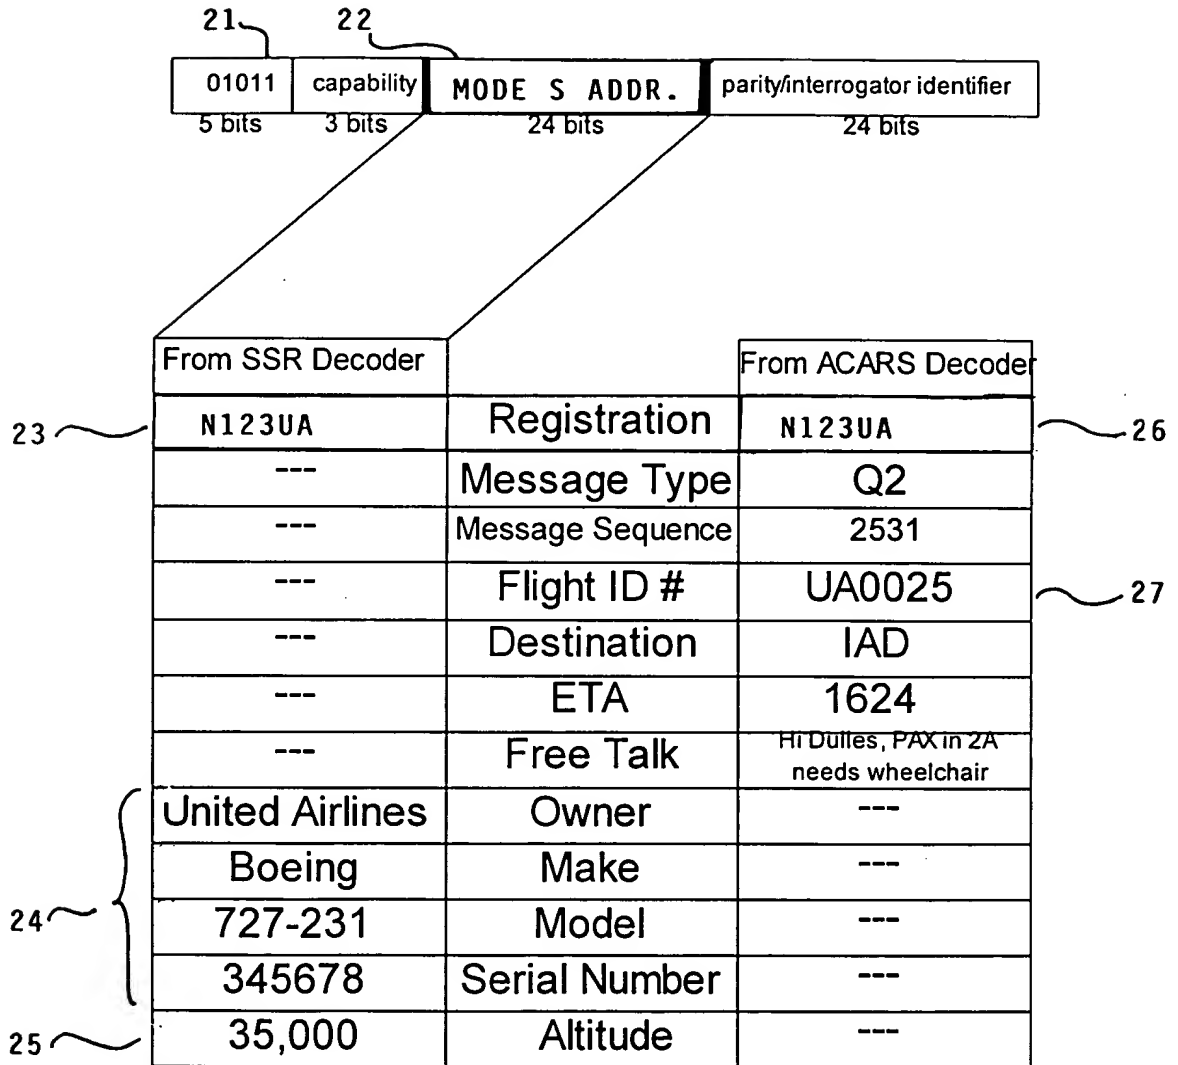 21 22
01011 capability MODE S ADDR. parity/interrogator identifier
5 bits 3 bits 24 bits 24 bits
From SSR Decoder From ACARS Decoder
23 N123UA Registration N123UA 26
--- Message Type Q2
--- Message Sequence 2531
--- Flight ID # UA0025 27
--- Destination IAD
--- ETA 1624
--- Free Talk Hi Dulles, PAX in 2A
needs wheelchair
United Airlines Owner ---
Boeing Make ---
24 727-231 Model ---
345678 Serial Number ---
25 35,000 Altitude ---